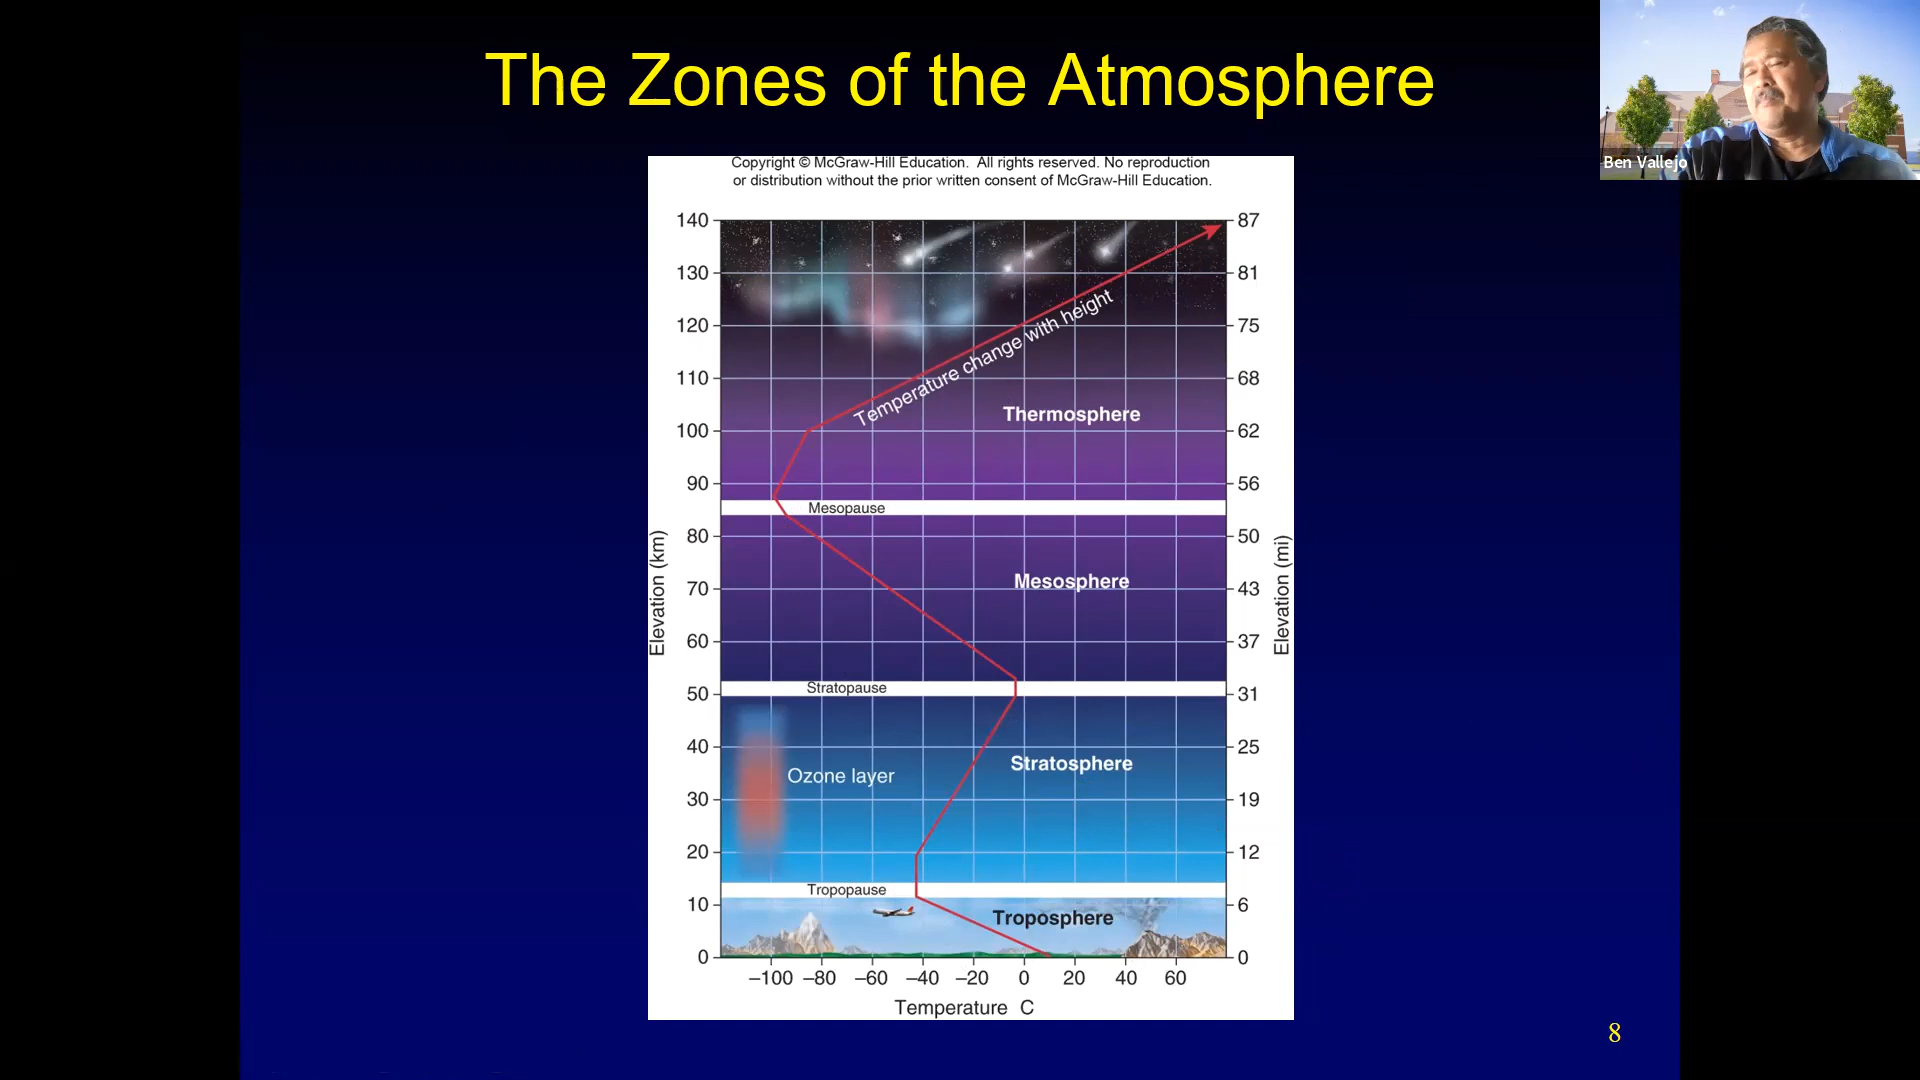 The Zones of the Atmosphere
Ben Vallejo
Copyright © McGraw-Hill Education. All rights reserved. No reproduction
or distribution without the prior written consent of McGraw-Hill Education.
140
87
130
81
120
75
Temperature change with height
110
68
Thermosphere
100
62
90
56
Mesopause
80
50
Elevation (km)
Elevation (mi)
Mesosphere
70
43
60
37
Stratopause
50
31
Stratosphere
40
25
Ozone layer
30
19
20
12
Tropopause
10
6
Troposphere
0
0
–100 –80 –60 –40 –20 0 20 40 60
Temperature C
8